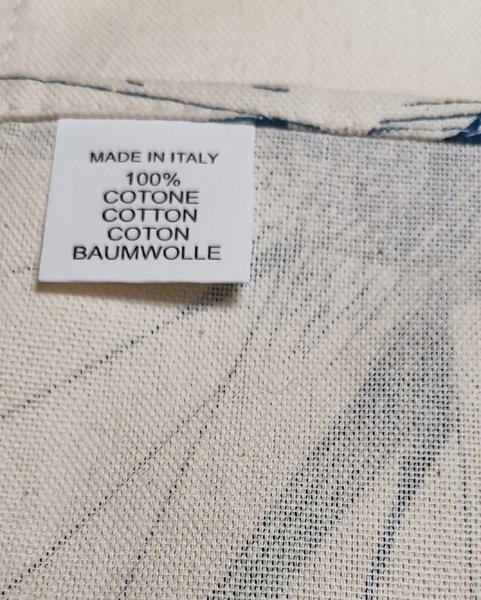 MADE IN ITALY
100%
COTONE
COTTON
COTON
BAUMWOLLE